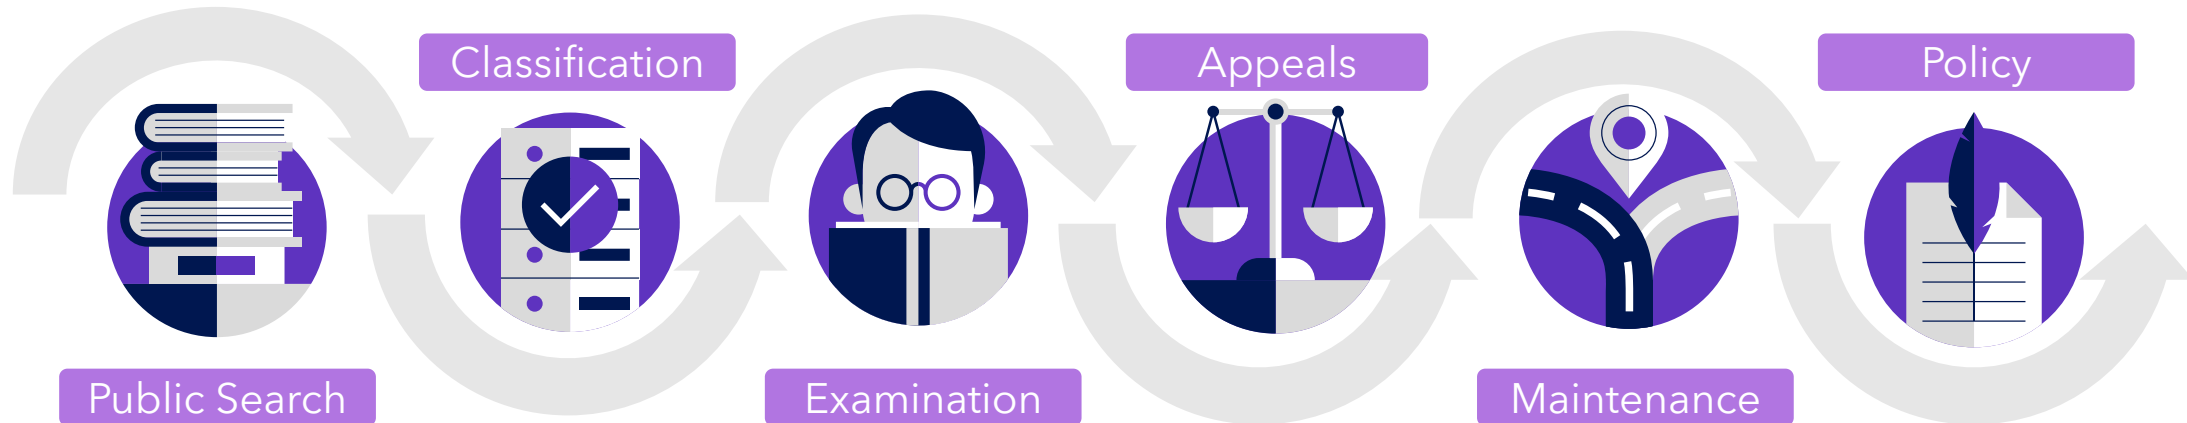 Public Search
Classification
Examination
Appeals
Maintenance
Policy